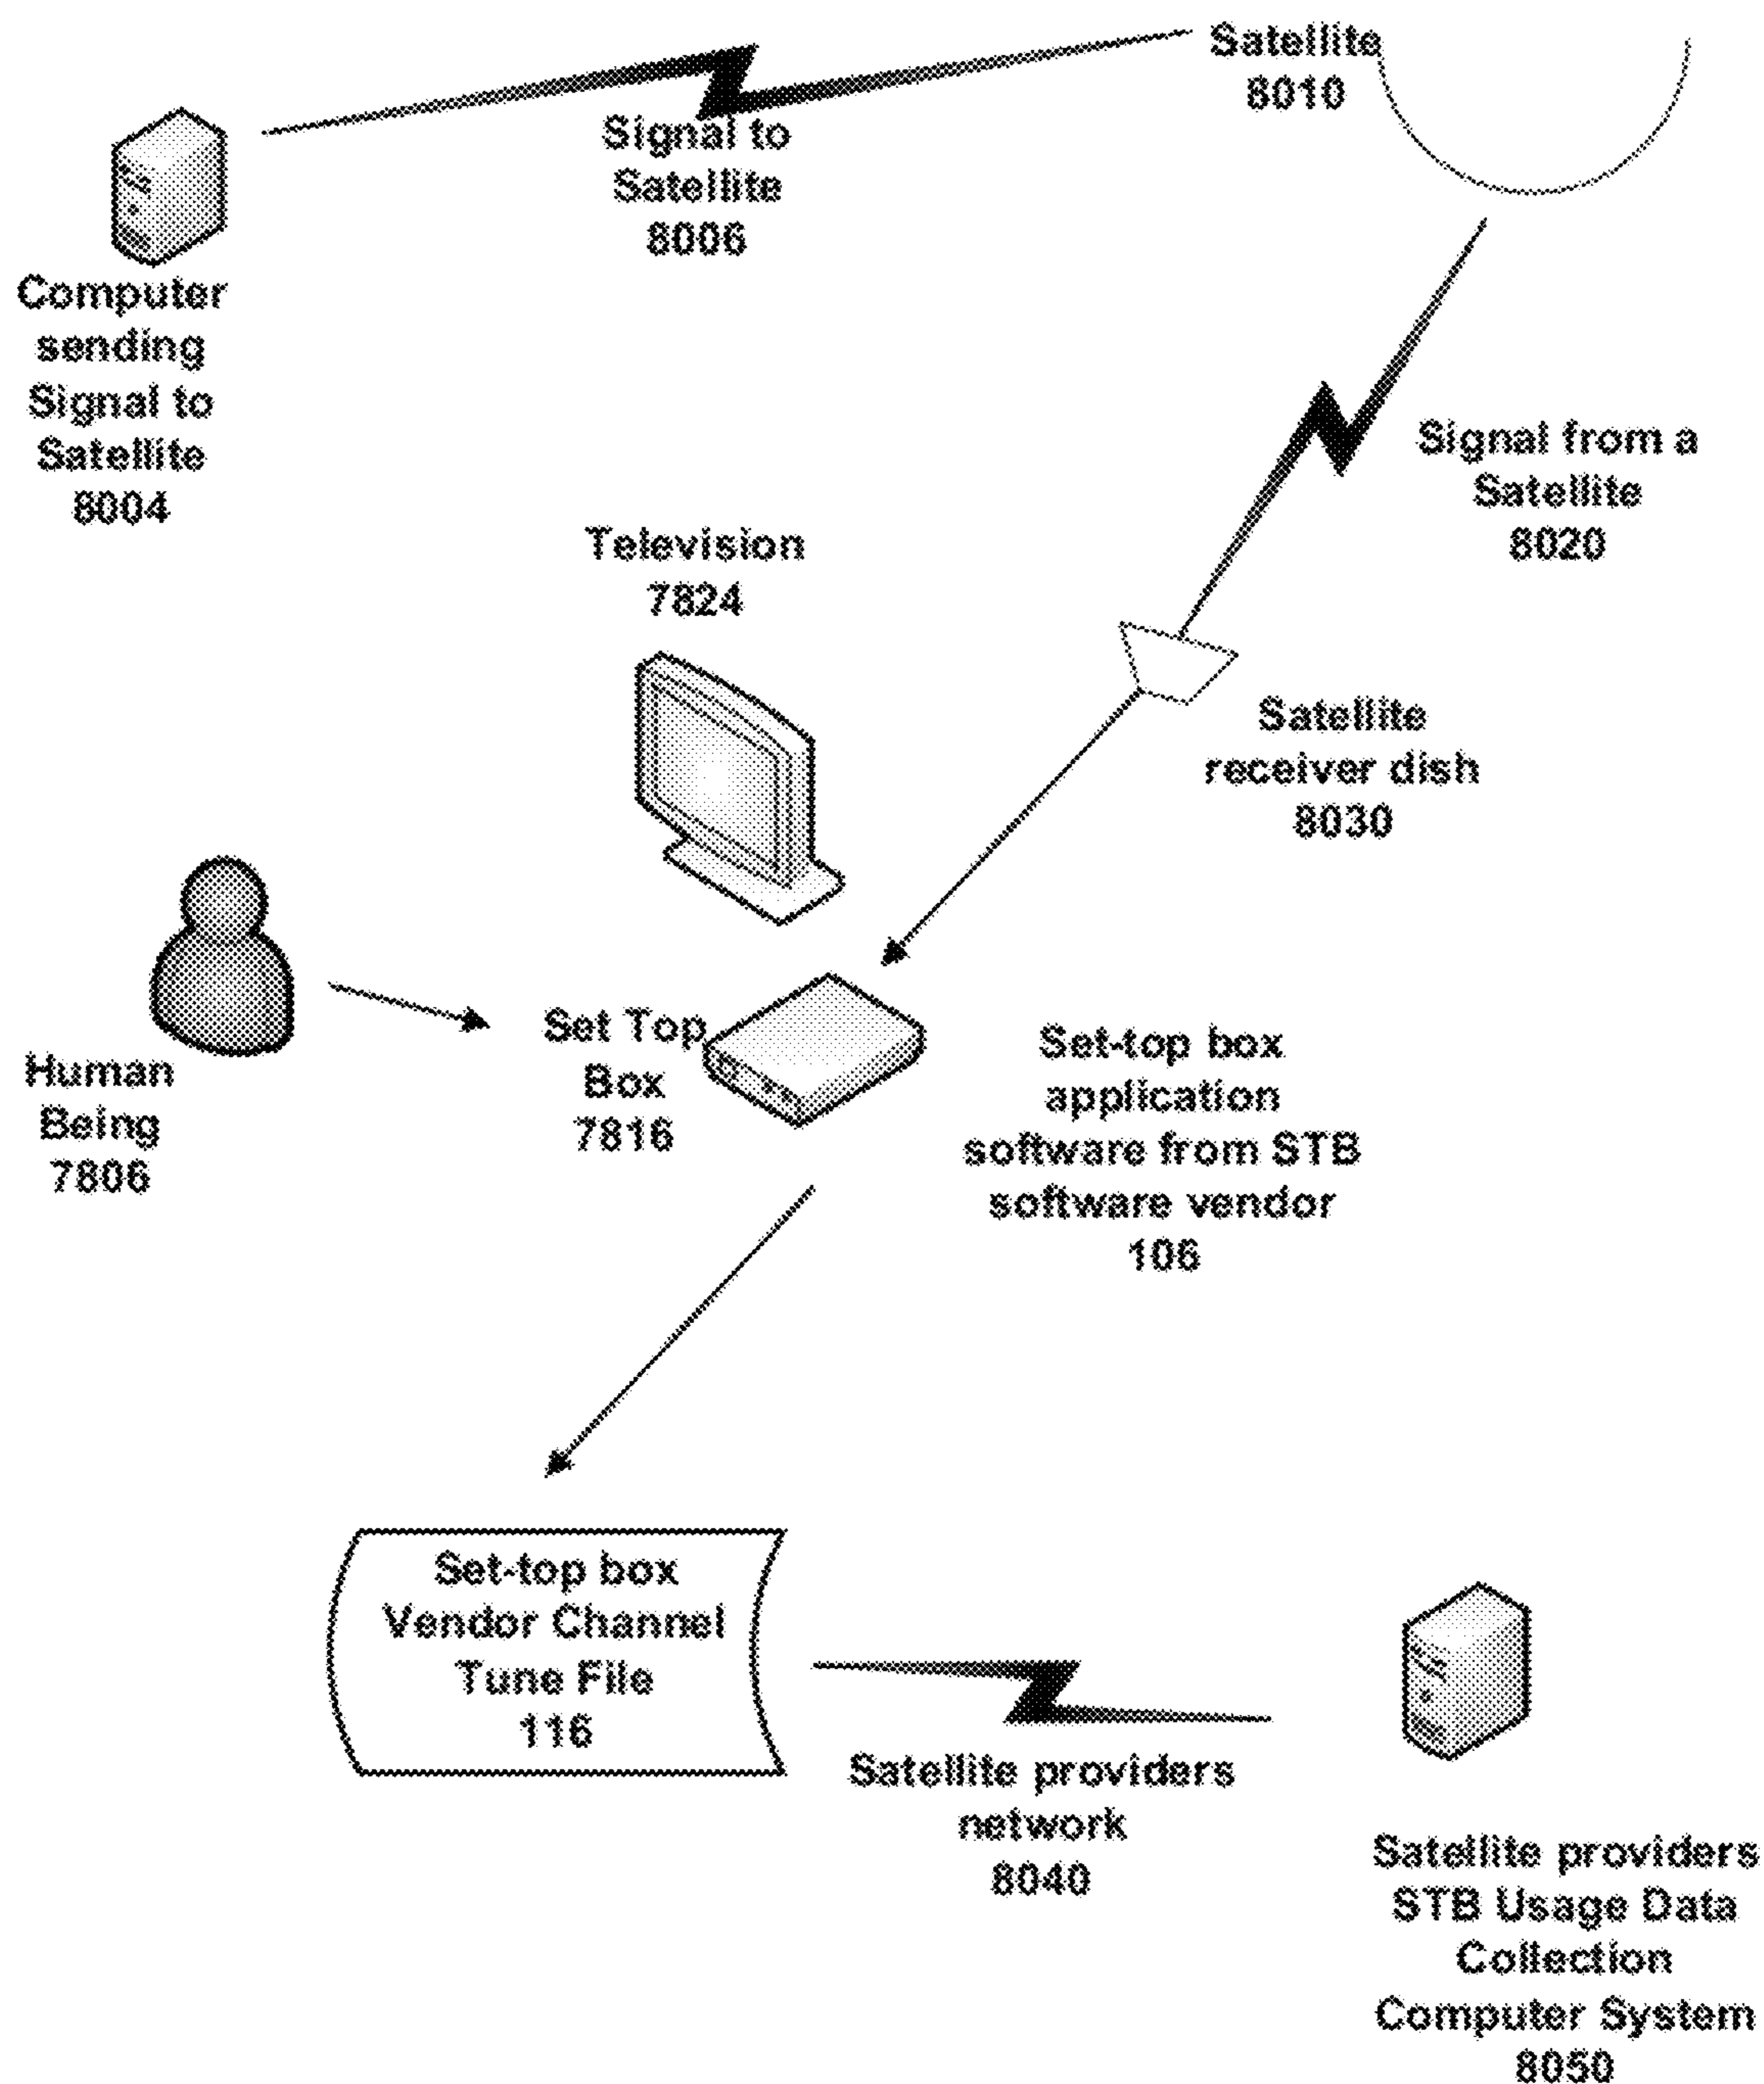 Satellite
8010
Signal to
Satellite
8006
Computer
sending
Signal to
Satellite
8004
Signal from a
Satellite
8020
Television
7824
Satellite
receiver dish
8030
Human
Being
7806
Set Top
Box
7816
Set-top box
application
software from STB
software vendor
106
Set-top box
Vendor Channel
Tune File
116
Satellite providers
network
8040
Satellite providers
STB Usage Data
Collection
Computer System
8050